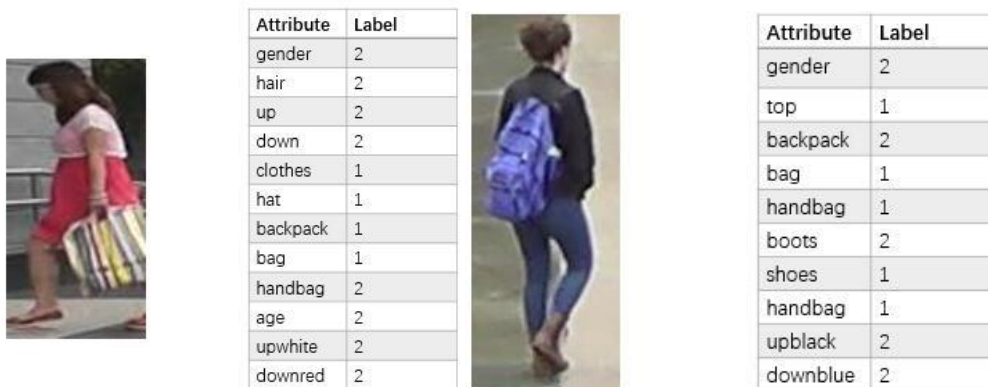 Attribute Label
gender 2
hair 2
up 2
down 2
clothes 1
hat 1
backpack 1
bag 1
handbag 2
age 2
upwhite 2
downred 2
Attribute Label
gender 2
top 1
backpack 2
bag 1
handbag 1
boots 2
shoes 1
handbag 1
upblack 2
downblue 2